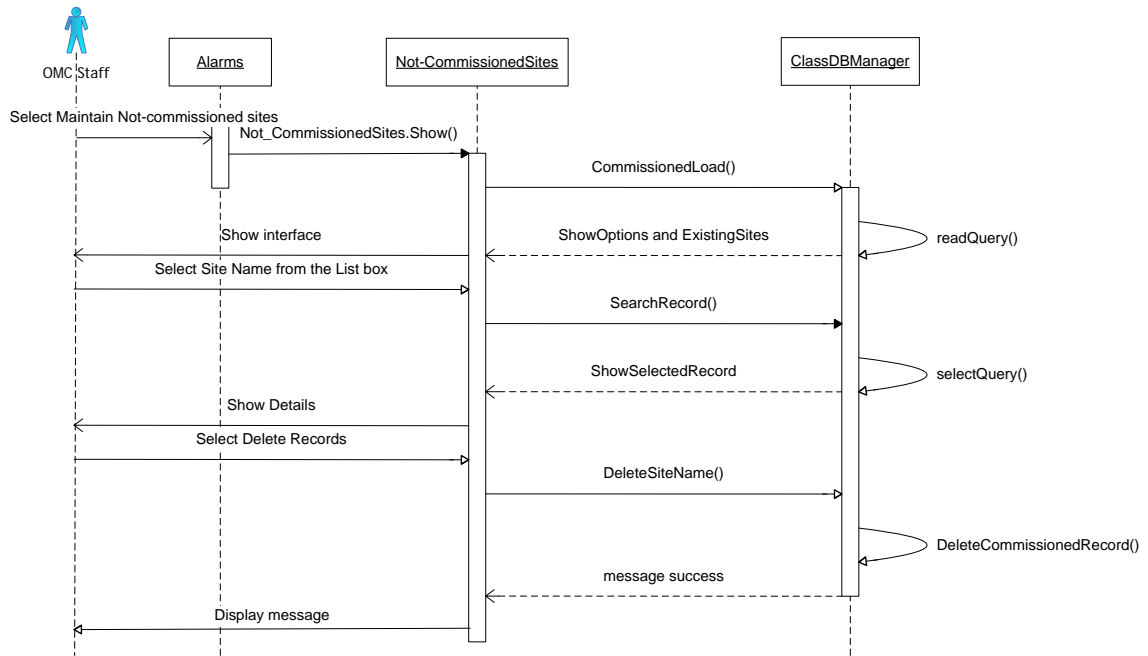 OMC Staff
Alarms
Not-CommissionedSites
ClassDBManager
Select Maintain Not-commissioned sites
Not_CommissionedSites.Show()
CommissionedLoad()
Show interface
ShowOptions and ExistingSites
readQuery()
Select Site Name from the List box
SearchRecord()
ShowSelectedRecord
selectQuery()
Show Details
Select Delete Records
DeleteSiteName()
DeleteCommissionedRecord()
message success
Display message